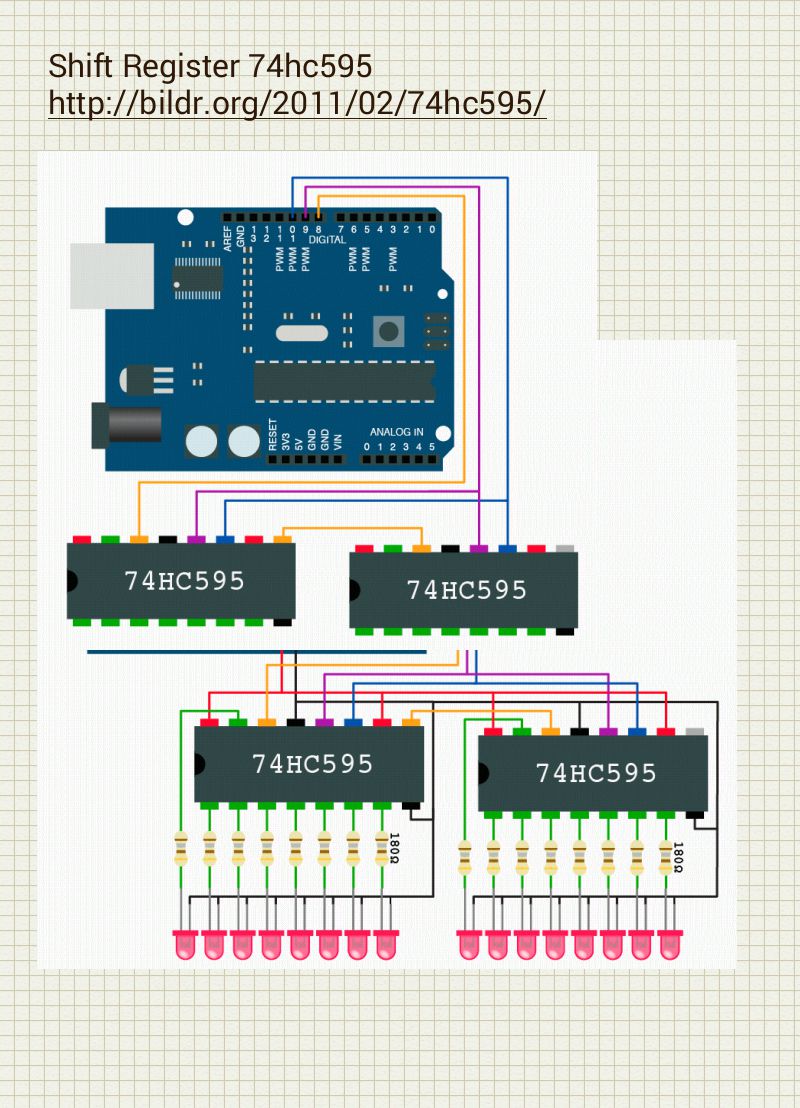 Shift Register 74hc595
http://bildr.org/2011/02/74hc595/
AREF
GND
13
12
11
10
9
8
7
6
5
4
3
2
1
0
DIGITAL
PWM
PWM
PWM
PWM
PWM
PWM
RESET
3V3
5V
GND
GND
VIN
ANALOG IN
0 1 2 3 4 5
74HC595
74HC595
74HC595
74HC595
180Ω
180Ω